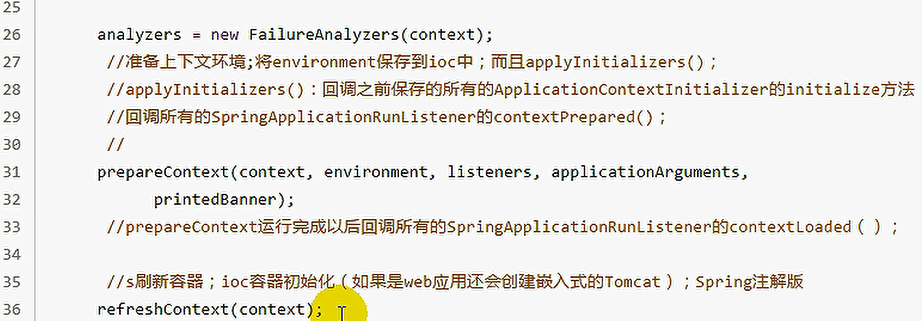 25
26 analyzers = new FailureAnalyzers(context);
27 //准备上下文环境;将environment保存到ioc中；而且applyInitializers()；
28 //applyInitializers()：回调之前保存的所有的ApplicationContextInitializer的initialize方法
29 //回调所有的SpringApplicationRunListener的contextPrepared()；
30 //
31 prepareContext(context, environment, listeners, applicationArguments,
32 printedBanner);
33 //prepareContext运行完成以后回调所有的SpringApplicationRunListener的contextLoaded（）；
34
35 //s刷新容器；ioc容器初始化（如果是web应用还会创建嵌入式的Tomcat）；Spring注解版
36 refreshContext(context);